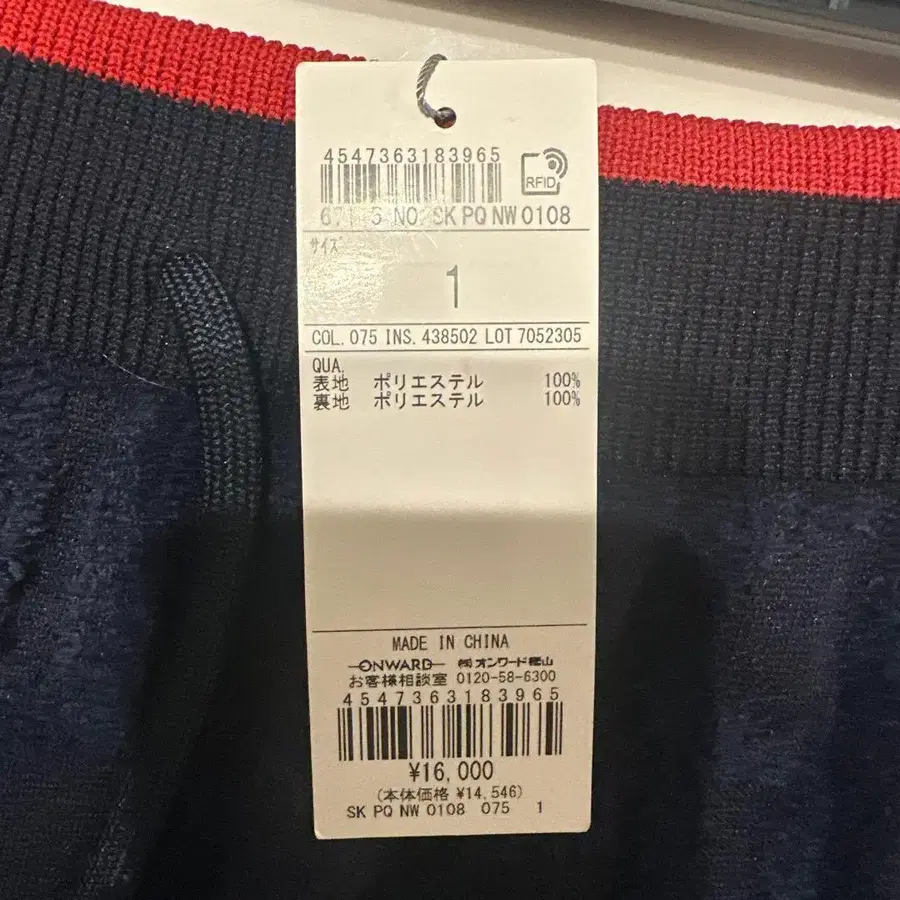 4547363183965
RFID
NO. SK PQ NW 0108
サイズ
1
COL. 075 INS. 438502 LOT 7052305
QUA.
表地 ポリエステル 100%
裏地 ポリエステル 100%
MADE IN CHINA
ONWARD ㈱オンワード樫山
お客様相談室 0120-58-6300
4547363183965
¥16,000
(本体価格 ¥14,546)
SK PQ NW 0108 075 1